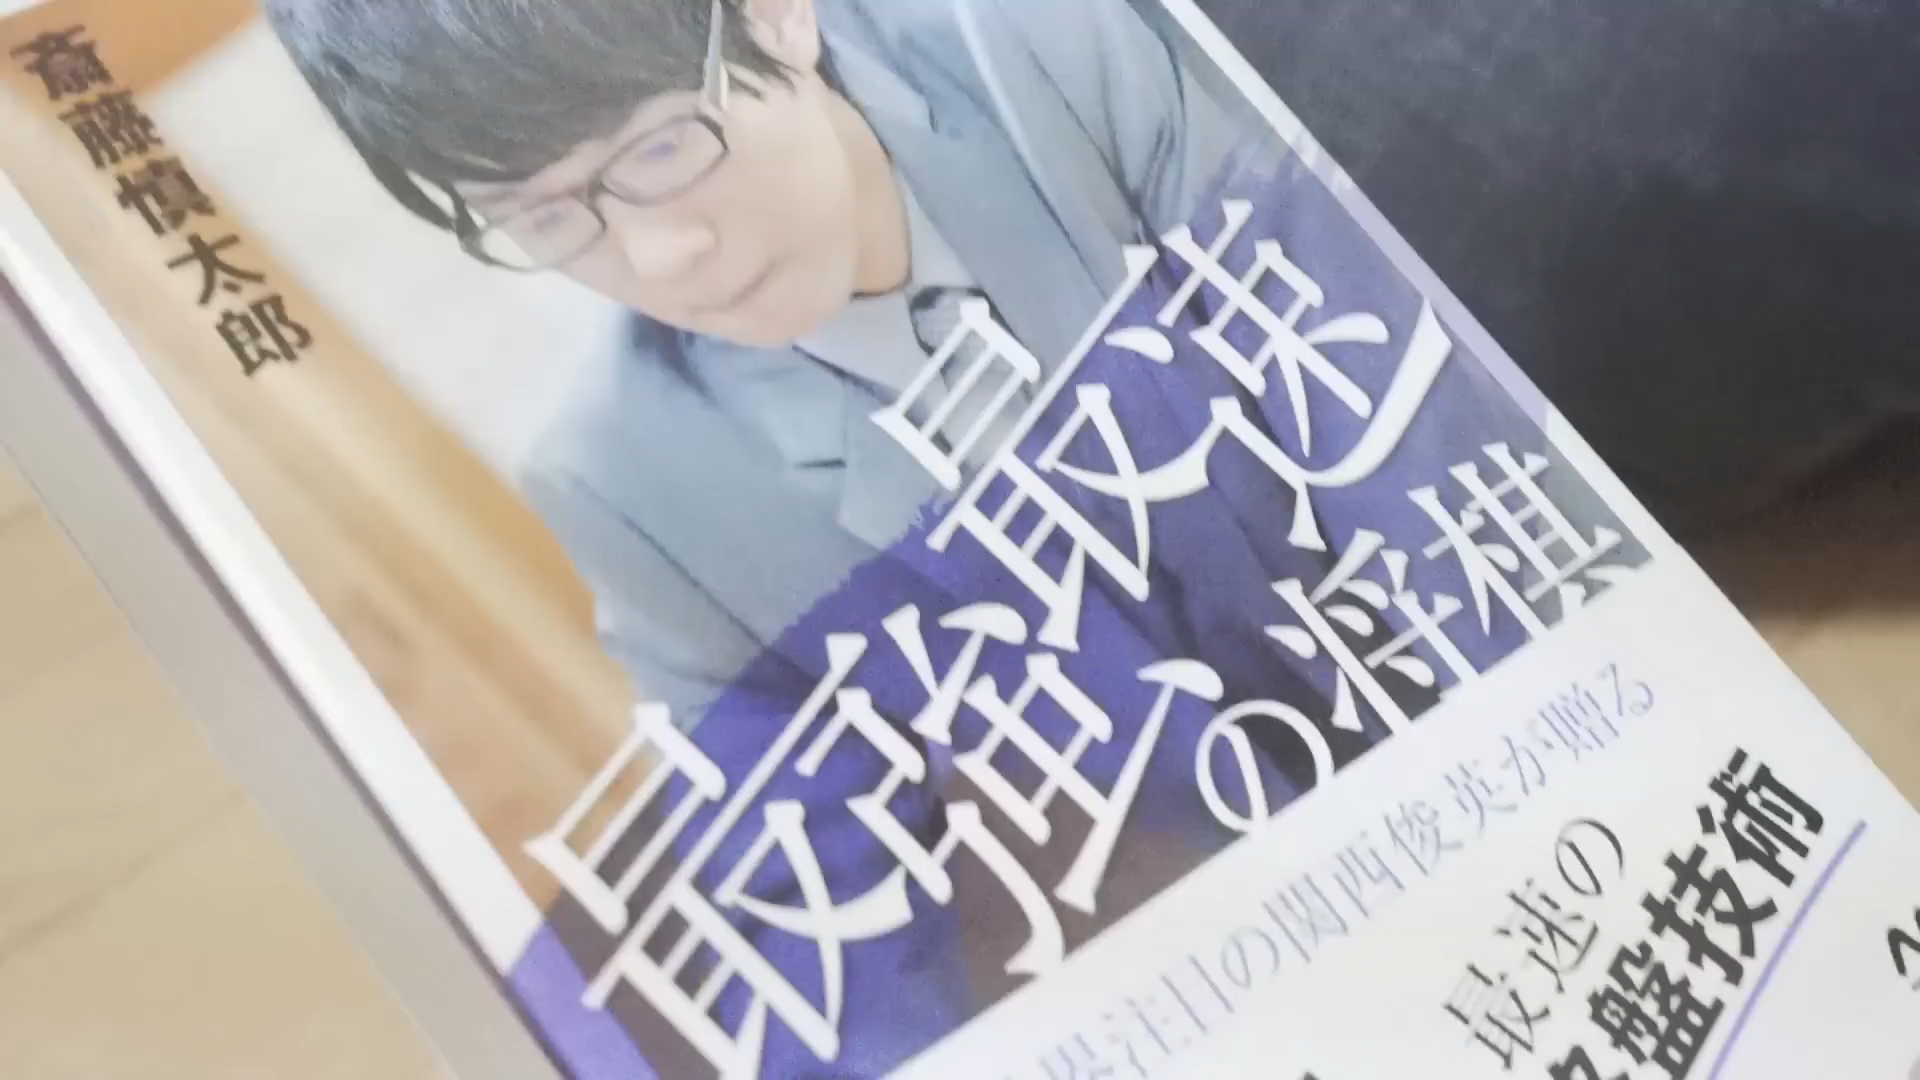 斎藤慎太郎
最速
最強の将棋
界注目の関西俊英が贈る
最速の
盤技術